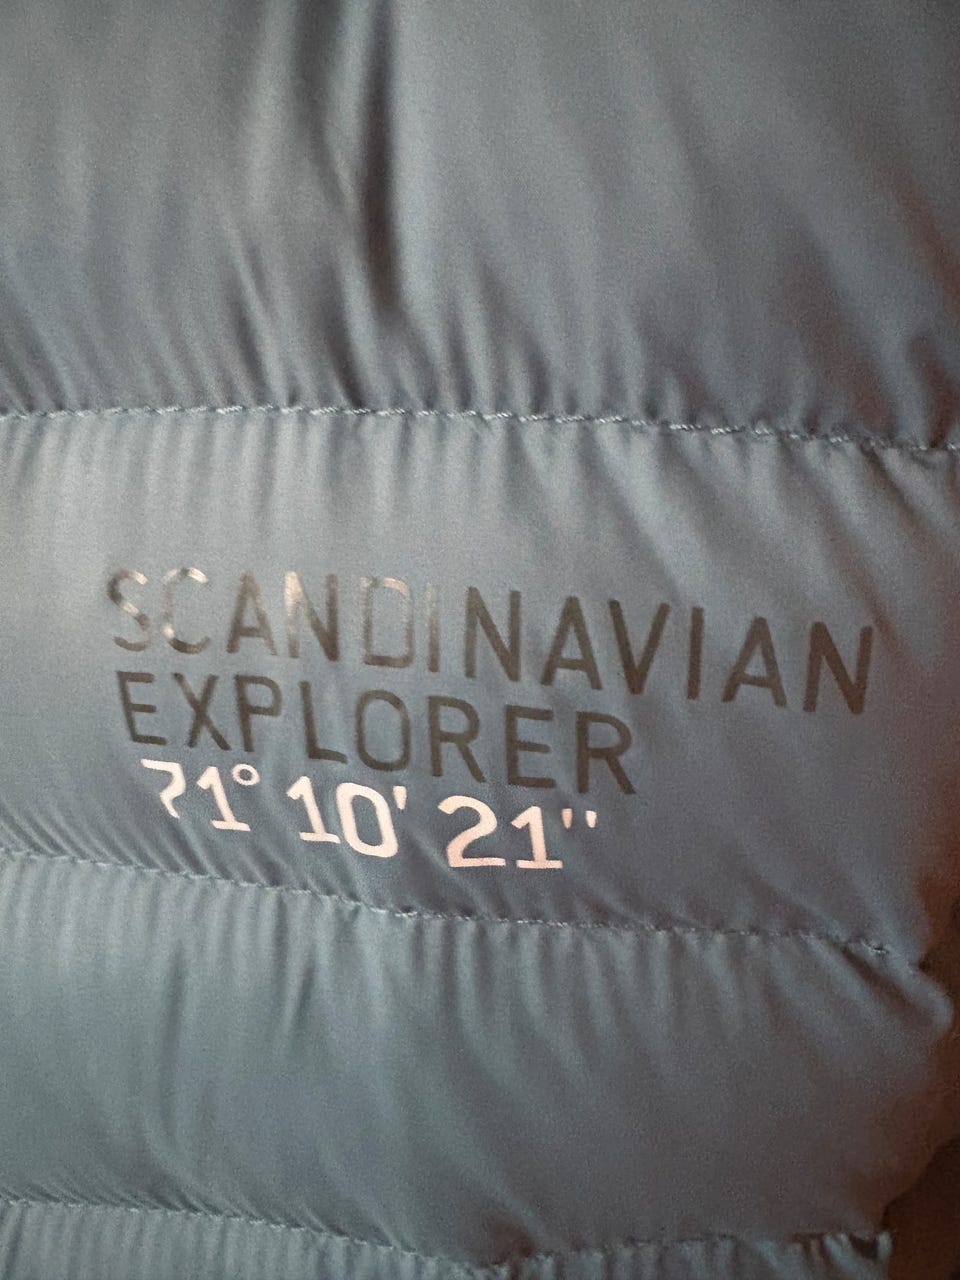 SCANDINAVIAN
EXPLORER
71° 10' 21''